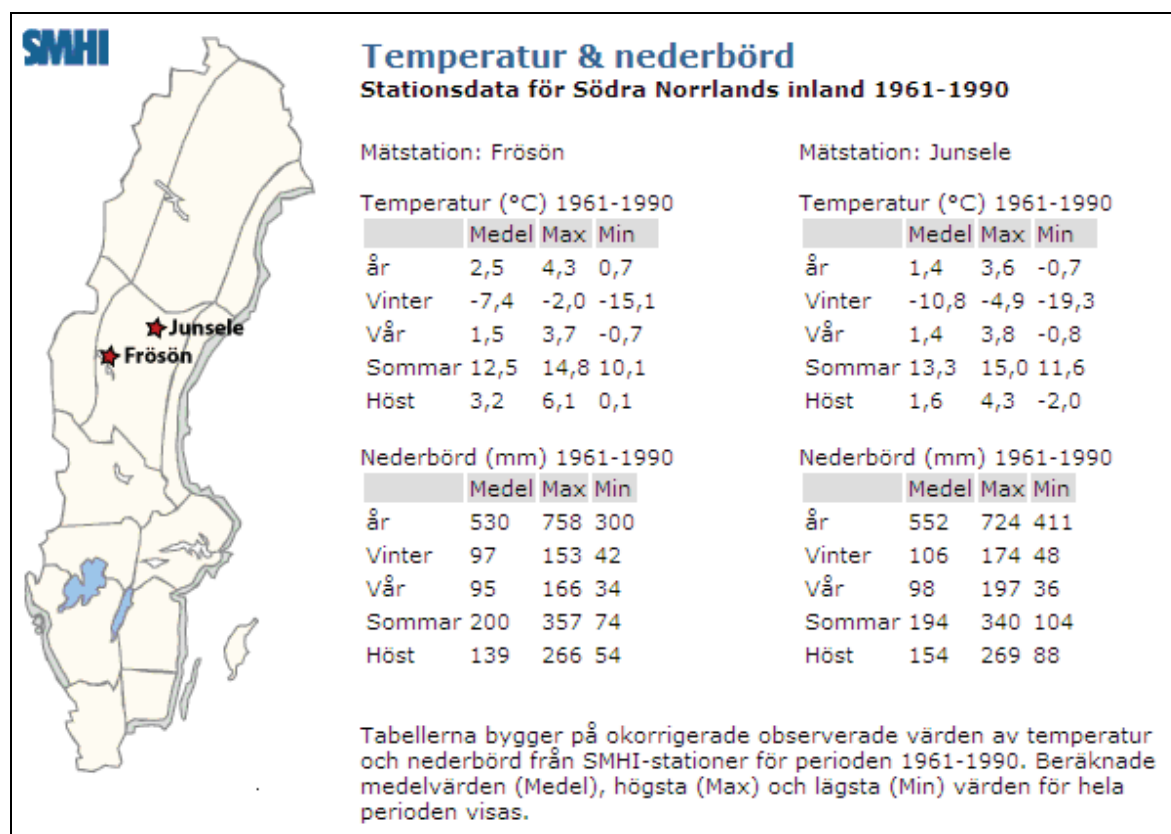 SMHI
Temperatur & nederbörd
Stationsdata för Södra Norrlands inland 1961-1990
Mätstation: Frösön
Temperatur (°C) 1961-1990
Medel Max Min
år 2,5 4,3 0,7
Vinter -7,4 -2,0 -15,1
Vår 1,5 3,7 -0,7
Sommar 12,5 14,8 10,1
Höst 3,2 6,1 0,1
Nederbörd (mm) 1961-1990
Medel Max Min
år 530 758 300
Vinter 97 153 42
Vår 95 166 34
Sommar 200 357 74
Höst 139 266 54
Mätstation: Junsele
Temperatur (°C) 1961-1990
Medel Max Min
år 1,4 3,6 -0,7
Vinter -10,8 -4,9 -19,3
Vår 1,4 3,8 -0,8
Sommar 13,3 15,0 11,6
Höst 1,6 4,3 -2,0
Nederbörd (mm) 1961-1990
Medel Max Min
år 552 724 411
Vinter 106 174 48
Vår 98 197 36
Sommar 194 340 104
Höst 154 269 88
Junsele
Frösön
Tabellerna bygger på okorrigerade observerade värden av temperatur
och nederbörd från SMHI-stationer för perioden 1961-1990. Beräknade
medelvärden (Medel), högsta (Max) och lägsta (Min) värden för hela
perioden visas.